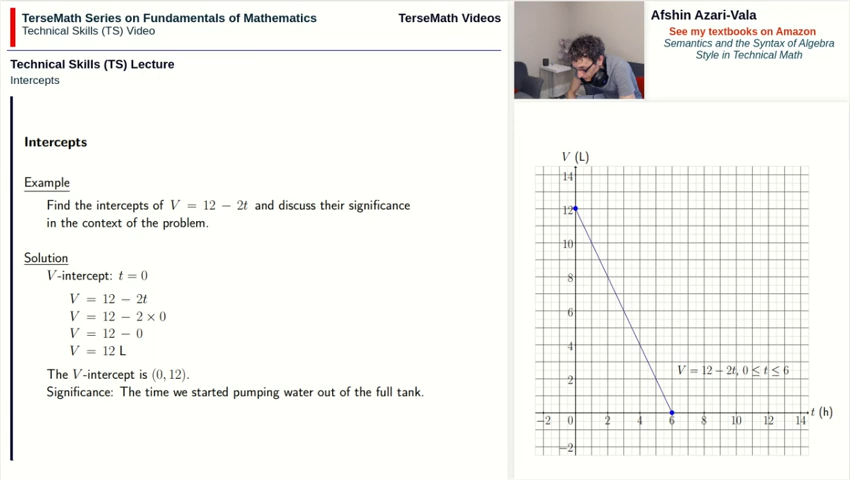 TerseMath Series on Fundamentals of Mathematics
Technical Skills (TS) Video
TerseMath Videos
Afshin Azari-Vala
See my textbooks on Amazon
Semantics and the Syntax of Algebra
Style in Technical Math
Technical Skills (TS) Lecture
Intercepts
Intercepts
Example
Find the intercepts of V = 12 − 2t and discuss their significance
in the context of the problem.
Solution
V-intercept: t = 0
V = 12 − 2t
V = 12 − 2 × 0
V = 12 − 0
V = 12 L
The V-intercept is (0, 12).
Significance: The time we started pumping water out of the full tank.
V (L)
14
12
10
8
6
4
2
V = 12 − 2t, 0 ≤ t ≤ 6
t (h)
−2 0 2 4 6 8 10 12 14
−2